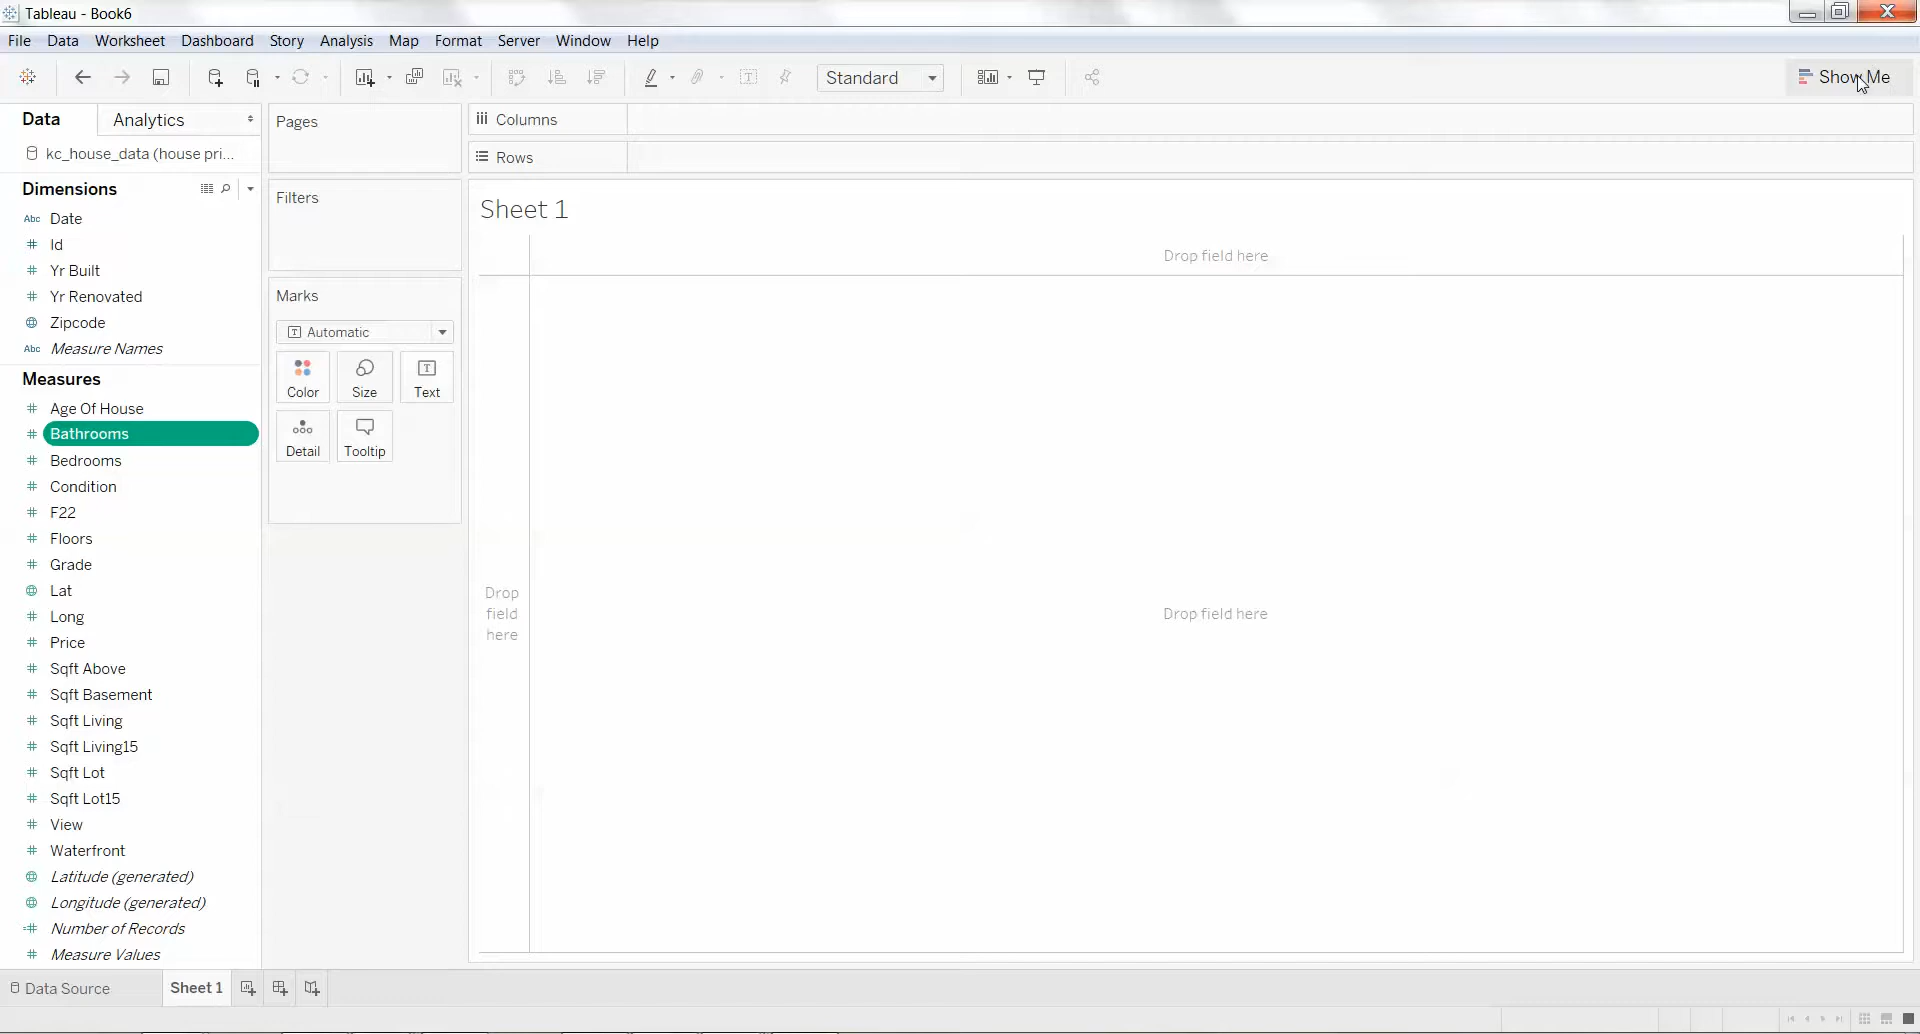 Tableau - Book6
File Data Worksheet Dashboard Story Analysis Map Format Server Window Help
Standard
Show Me
Data Analytics
kc_house_data (house pri...
Dimensions
Abc Date
# Id
# Yr Built
# Yr Renovated
Zipcode
Abc Measure Names
Measures
# Age Of House
# Bathrooms
# Bedrooms
# Condition
# F22
# Floors
# Grade
Lat
# Long
# Price
# Sqft Above
# Sqft Basement
# Sqft Living
# Sqft Living15
# Sqft Lot
# Sqft Lot15
# View
# Waterfront
Latitude (generated)
Longitude (generated)
=# Number of Records
# Measure Values
Pages
Filters
Marks
T Automatic
Color Size T Text
Detail Tooltip
Columns
Rows
Sheet 1
Drop field here
Drop
field
here
Drop field here
Data Source Sheet 1